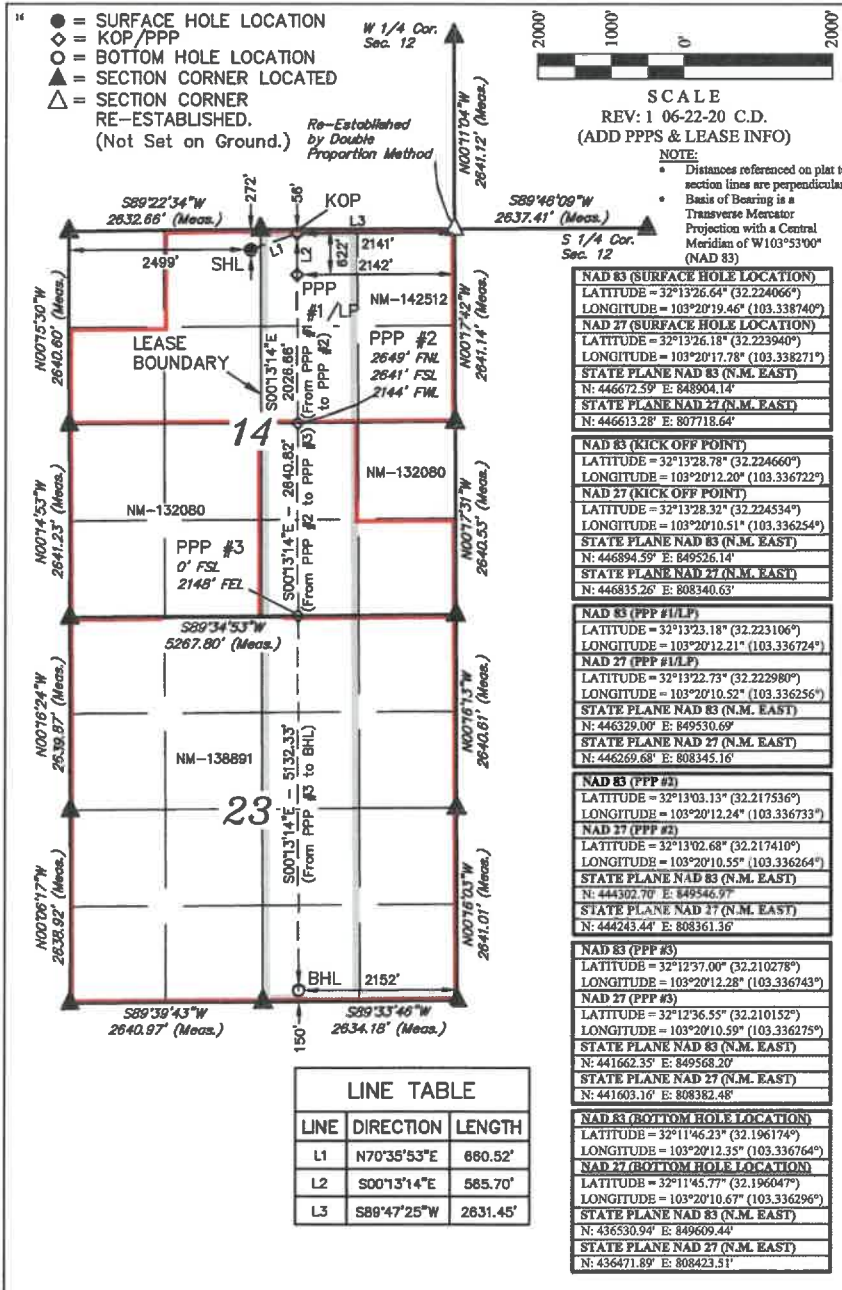 16
● = SURFACE HOLE LOCATION
◇ = KOP/PPP
○ = BOTTOM HOLE LOCATION
▲ = SECTION CORNER LOCATED
△ = SECTION CORNER
RE-ESTABLISHED.
(Not Set on Ground.)
W 1/4 Cor.
Sec. 12
Re-Established
by Double
Proportion Method
N00°11'04"W
2641.12' (Meas.)
2000'
1000'
0'
2000'
SCALE
REV: 1 06-22-20 C.D.
(ADD PPPS & LEASE INFO)
NOTE:
• Distances referenced on plat t
section lines are perpendicular
• Basis of Bearing is a
Transverse Mercator
Projection with a Central
Meridian of W103°53'00"
(NAD 83)
S89°46'09"W
2637.41' (Meas.)
S 1/4 Cor.
Sec. 12
S89°22'34"W
2632.66' (Meas.)
272'
56'
KOP
L3
L1
L2
622'
2141'
2142'
2499'
SHL
PPP
#1/LP
NM-142512
N00°15'30"W
2640.60' (Meas.)
N00°17'42"W
2641.14' (Meas.)
LEASE
BOUNDARY
S00°13'14"E
2026.66'
(From PPP #1
to PPP #2)
PPP #2
2649' FNL
2641' FSL
2144' FWL
14
NM-132080
NM-132080
N00°14'53"W
2641.23' (Meas.)
S00°13'14"E - 2640.82'
(From PPP #2 to PPP #3)
N00°17'31"W
2640.53' (Meas.)
PPP #3
0' FSL
2148' FEL
S89°34'53"W
5267.80' (Meas.)
N00°16'24"W
2639.87' (Meas.)
N00°16'13"W
2640.61' (Meas.)
NM-138891
S00°13'14"E - 5132.33'
(From PPP #3 to BHL)
23
N00°06'17"W
2638.92' (Meas.)
N00°16'03"W
2641.01' (Meas.)
BHL
2152'
S89°39'43"W
2640.97' (Meas.)
150'
S89°33'46"W
2634.18' (Meas.)
LINE TABLE
LINE DIRECTION LENGTH
L1 N70°35'53"E 660.52'
L2 S00°13'14"E 565.70'
L3 S89°47'25"W 2631.45'
NAD 83 (SURFACE HOLE LOCATION)
LATITUDE = 32°13'26.64" (32.224066°)
LONGITUDE = 103°20'19.46" (103.338740°)
NAD 27 (SURFACE HOLE LOCATION)
LATITUDE = 32°13'26.18" (32.223940°)
LONGITUDE = 103°20'17.78" (103.338271°)
STATE PLANE NAD 83 (N.M. EAST)
N: 446672.59' E: 848904.14'
STATE PLANE NAD 27 (N.M. EAST)
N: 446613.28' E: 807718.64'
NAD 83 (KICK OFF POINT)
LATITUDE = 32°13'28.78" (32.224660°)
LONGITUDE = 103°20'12.20" (103.336722°)
NAD 27 (KICK OFF POINT)
LATITUDE = 32°13'28.32" (32.224534°)
LONGITUDE = 103°20'10.51" (103.336254°)
STATE PLANE NAD 83 (N.M. EAST)
N: 446894.59' E: 849526.14'
STATE PLANE NAD 27 (N.M. EAST)
N: 446835.26' E: 808340.63'
NAD 83 (PPP #1/LP)
LATITUDE = 32°13'23.18" (32.223106°)
LONGITUDE = 103°20'12.21" (103.336724°)
NAD 27 (PPP #1/LP)
LATITUDE = 32°13'22.73" (32.222980°)
LONGITUDE = 103°20'10.52" (103.336256°)
STATE PLANE NAD 83 (N.M. EAST)
N: 446329.00' E: 849530.69'
STATE PLANE NAD 27 (N.M. EAST)
N: 446269.68' E: 808345.16'
NAD 83 (PPP #2)
LATITUDE = 32°13'03.13" (32.217536°)
LONGITUDE = 103°20'12.24" (103.336733°)
NAD 27 (PPP #2)
LATITUDE = 32°13'02.68" (32.217410°)
LONGITUDE = 103°20'10.55" (103.336264°)
STATE PLANE NAD 83 (N.M. EAST)
N: 444302.70' E: 849546.97'
STATE PLANE NAD 27 (N.M. EAST)
N: 444243.44' E: 808361.36'
NAD 83 (PPP #3)
LATITUDE = 32°12'37.00" (32.210278°)
LONGITUDE = 103°20'12.28" (103.336743°)
NAD 27 (PPP #3)
LATITUDE = 32°12'36.55" (32.210152°)
LONGITUDE = 103°20'10.59" (103.336275°)
STATE PLANE NAD 83 (N.M. EAST)
N: 441662.35' E: 849568.20'
STATE PLANE NAD 27 (N.M. EAST)
N: 441603.16' E: 808382.48'
NAD 83 (BOTTOM HOLE LOCATION)
LATITUDE = 32°11'46.23" (32.196174°)
LONGITUDE = 103°20'12.35" (103.336764°)
NAD 27 (BOTTOM HOLE LOCATION)
LATITUDE = 32°11'45.77" (32.196047°)
LONGITUDE = 103°20'10.67" (103.336296°)
STATE PLANE NAD 83 (N.M. EAST)
N: 436530.94' E: 849609.44'
STATE PLANE NAD 27 (N.M. EAST)
N: 436471.89' E: 808423.51'